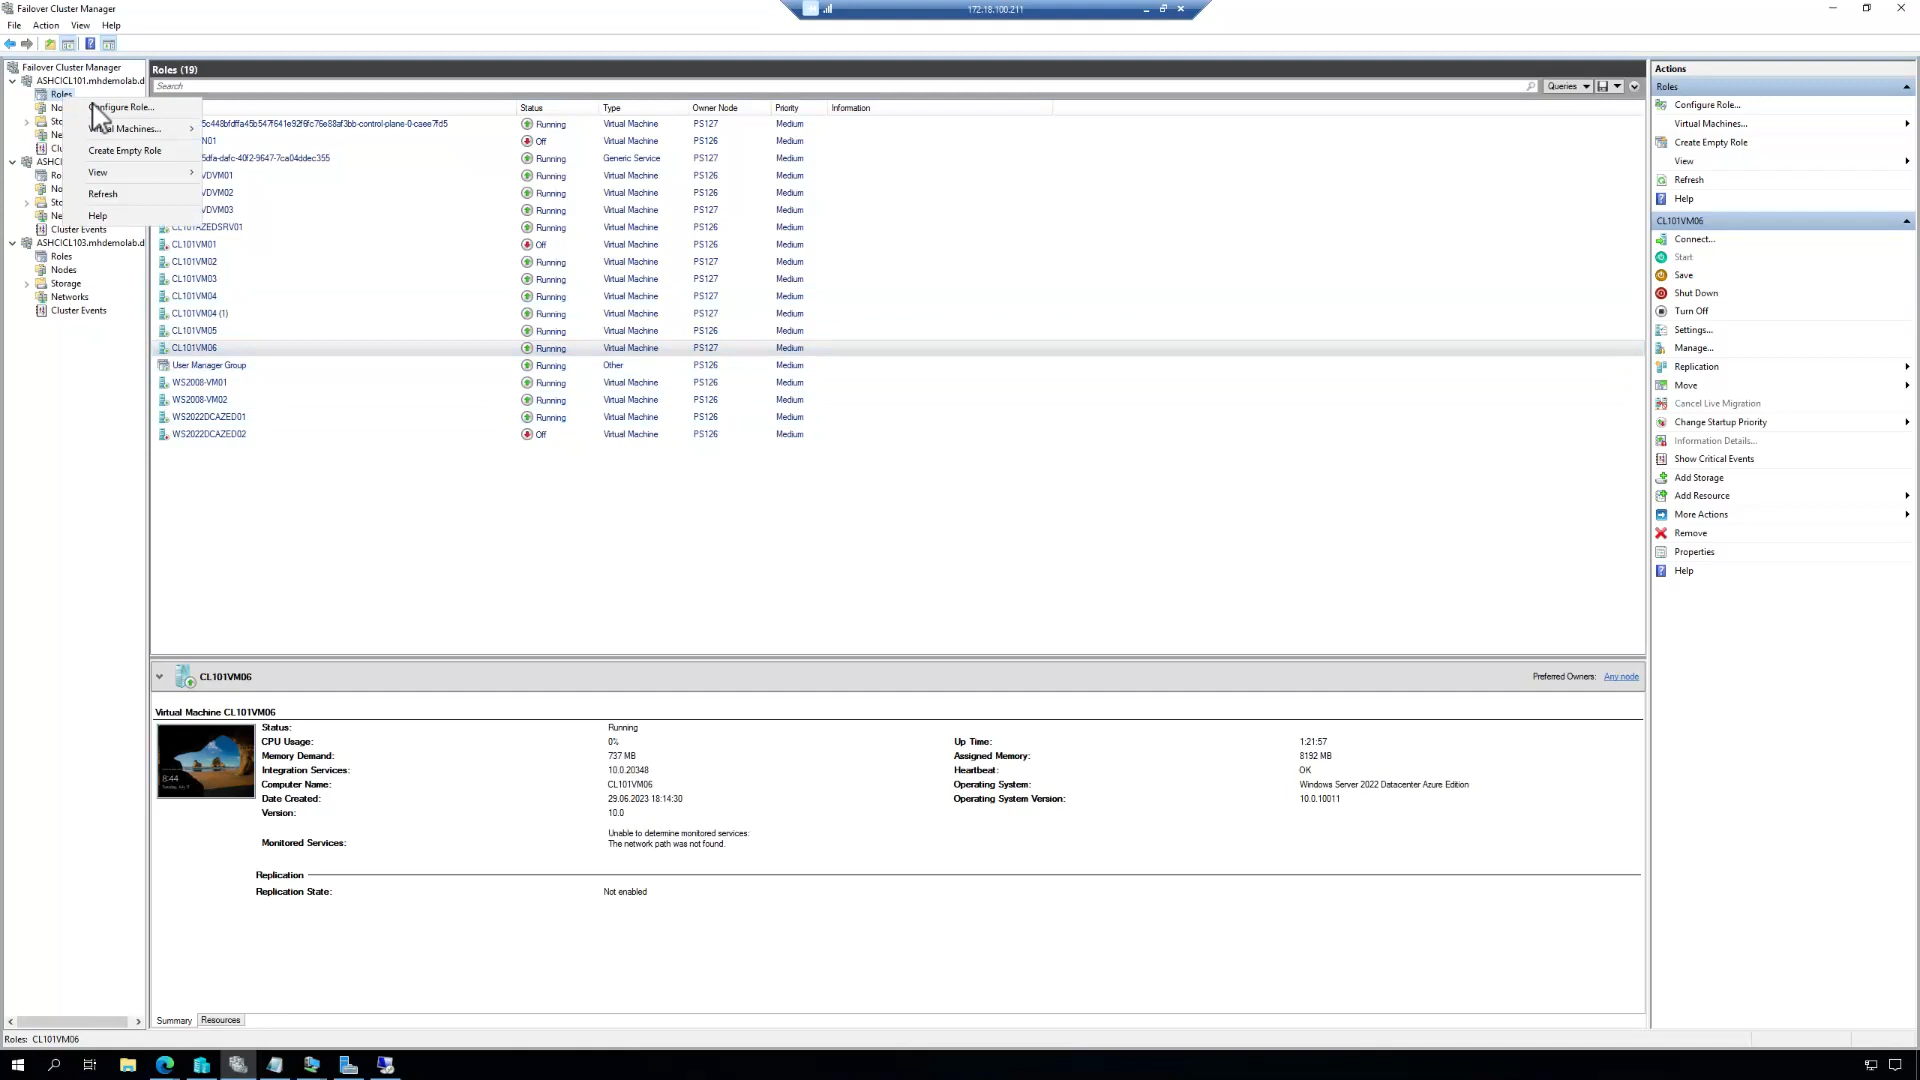 Failover Cluster Manager
172.18.100.211
File Action View Help
Failover Cluster Manager
ASHCICL101.mhdemolab.d
Roles
No
Sto
Ne
Clu
ASHCI
Ro
No
Sto
Ne
Cluster Events
ASHCICL103.mhdemolab.d
Roles
Nodes
Storage
Networks
Cluster Events
Configure Role...
Virtual Machines...
Create Empty Role
View
Refresh
Help
Roles (19)
Search
Queries
Status Type Owner Node Priority Information
Running PS127 Medium
N01 Off Virtual Machine PS126 Medium
5dfa-dafc-40f2-9647-7ca04ddec355 Running Generic Service PS127 Medium
VDVM01 Running Virtual Machine PS126 Medium
VDVM02 Running Virtual Machine PS127 Medium
VDVM03 Running Virtual Machine PS127 Medium
CL101AZEDSRV01 Running Virtual Machine PS126 Medium
CL101VM01 Off Virtual Machine PS126 Medium
CL101VM02 Running Virtual Machine PS127 Medium
CL101VM03 Running Virtual Machine PS127 Medium
CL101VM04 Running Virtual Machine PS127 Medium
CL101VM04 (1) Running Virtual Machine PS127 Medium
CL101VM05 Running Virtual Machine PS126 Medium
CL101VM06 Running Virtual Machine PS127 Medium
User Manager Group Running Other PS126 Medium
WS2008-VM01 Running Virtual Machine PS126 Medium
WS2008-VM02 Running Virtual Machine PS126 Medium
WS2022DCAZED01 Running Virtual Machine PS126 Medium
WS2022DCAZED02 Off Virtual Machine PS126 Medium
CL101VM06
Preferred Owners: Any node
Virtual Machine CL101VM06
8:44
Status: Running
CPU Usage: 0% Up Time: 1:21:57
Memory Demand: 737 MB Assigned Memory: 8192 MB
Integration Services: 10.0.20348 Heartbeat: OK
Computer Name: CL101VM06 Operating System: Windows Server 2022 Datacenter Azure Edition
Date Created: 29.06.2023 18:14:30 Operating System Version: 10.0.10011
Version: 10.0
Monitored Services: Unable to determine monitored services:
The network path was not found.
Replication
Replication State: Not enabled
Summary Resources
Actions
Roles
Configure Role...
Virtual Machines...
Create Empty Role
View
Refresh
Help
CL101VM06
Connect...
Start
Save
Shut Down
Turn Off
Settings...
Manage...
Replication
Move
Cancel Live Migration
Change Startup Priority
Information Details...
Show Critical Events
Add Storage
Add Resource
More Actions
Remove
Properties
Help
Roles: CL101VM06